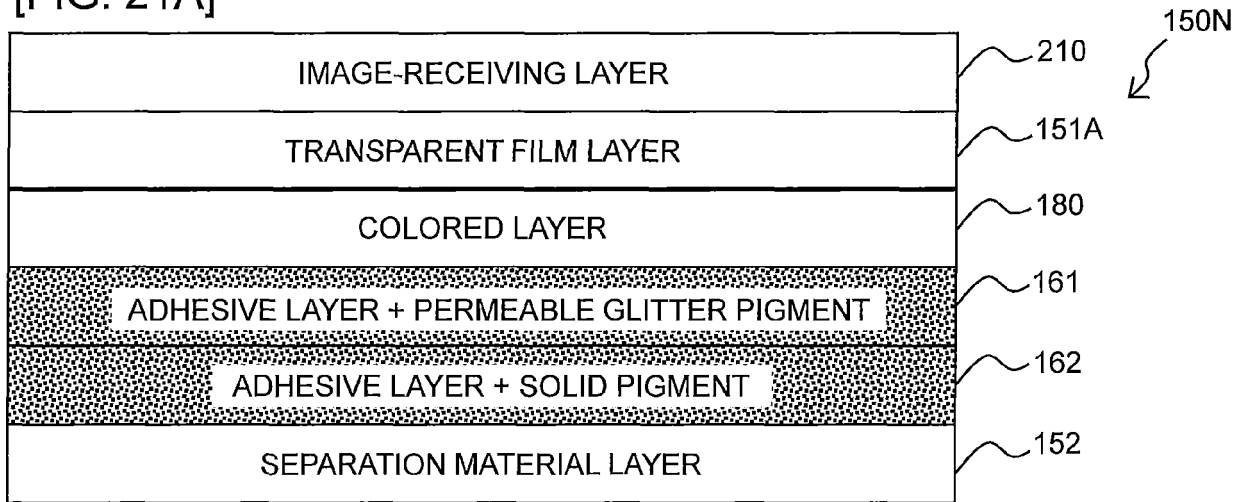 [FIG. 21A]
150N
IMAGE-RECEIVING LAYER 210
TRANSPARENT FILM LAYER 151A
COLORED LAYER 180
ADHESIVE LAYER + PERMEABLE GLITTER PIGMENT 161
ADHESIVE LAYER + SOLID PIGMENT 162
SEPARATION MATERIAL LAYER 152